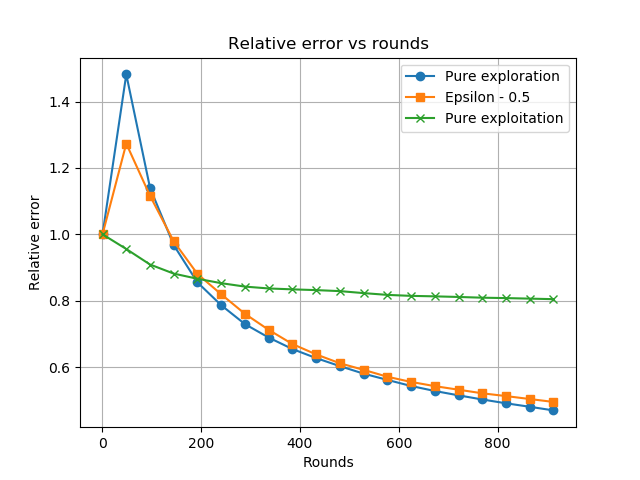 Relative error vs rounds
Pure exploration
Epsilon - 0.5
Pure exploitation
Relative error
1.4
1.2
1.0
0.8
0.6
0
200
400
600
800
Rounds